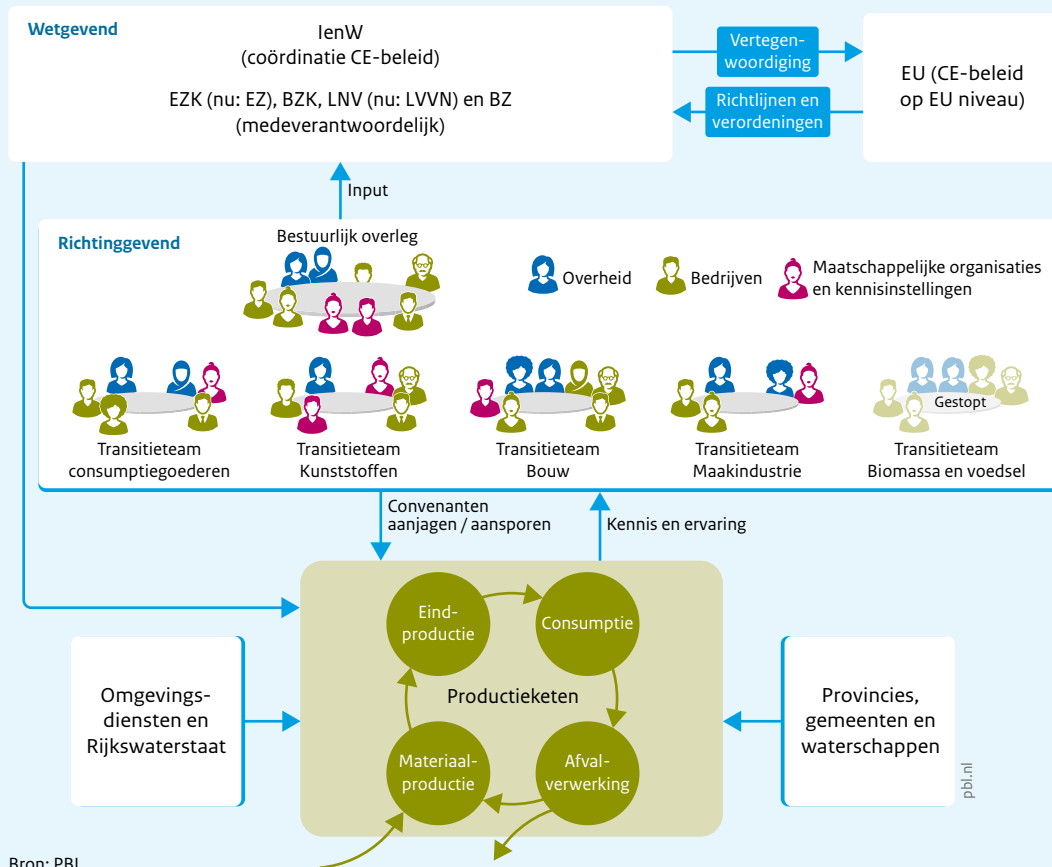 Wetgevend
IenW
(coördinatie CE-beleid)
EZK (nu: EZ), BZK, LNV (nu: LVVN) en BZ
(medeverantwoordelijk)
Vertegen-
woordiging
Richtlijnen en
verordeningen
EU (CE-beleid
op EU niveau)
Input
Richtinggevend
Bestuurlijk overleg
Overheid
Bedrijven
Maatschappelijke organisaties
en kennisinstellingen
Transitieteam
consumptiegoederen
Transitieteam
Kunststoffen
Transitieteam
Bouw
Transitieteam
Maakindustrie
Gestopt
Transitieteam
Biomassa en voedsel
Convenanten
aanjagen / aansporen
Kennis en ervaring
Eind-
productie
Consumptie
Productieketen
Materiaal-
productie
Afval-
verwerking
Omgevings-
diensten en
Rijkswaterstaat
Provincies,
gemeenten en
waterschappen
pbl.nl
Bron: PBL